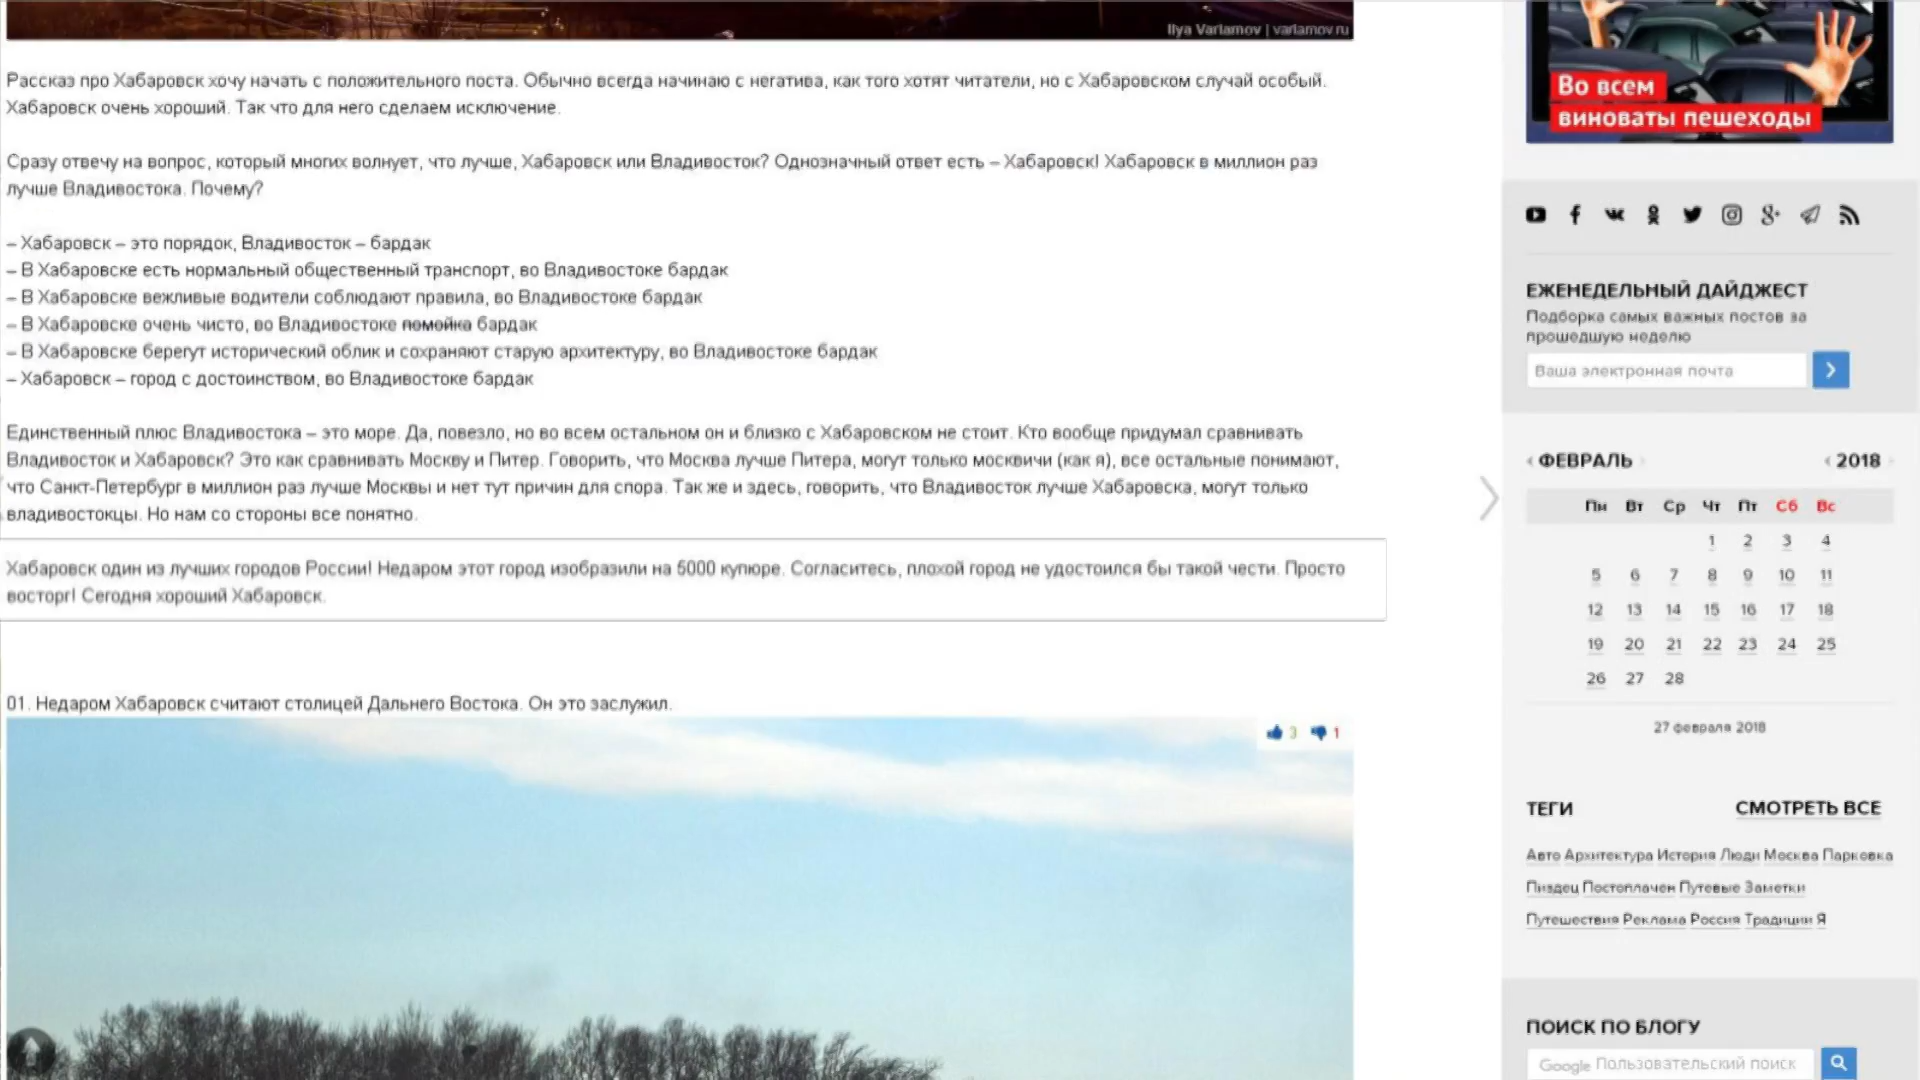 Ilya Varlamov | varlamov.ru
Рассказ про Хабаровск хочу начать с положительного поста. Обычно всегда начинаю с негатива, как того хотят читатели, но с Хабаровском случай особый.
Хабаровск очень хороший. Так что для него сделаем исключение.
Сразу отвечу на вопрос, который многих волнует, что лучше, Хабаровск или Владивосток? Однозначный ответ есть – Хабаровск! Хабаровск в миллион раз
лучше Владивостока. Почему?
– Хабаровск – это порядок, Владивосток – бардак
– В Хабаровске есть нормальный общественный транспорт, во Владивостоке бардак
– В Хабаровске вежливые водители соблюдают правила, во Владивостоке бардак
– В Хабаровске очень чисто, во Владивостоке помойка бардак
– В Хабаровске берегут исторический облик и сохраняют старую архитектуру, во Владивостоке бардак
– Хабаровск – город с достоинством, во Владивостоке бардак
Единственный плюс Владивостока – это море. Да, повезло, но во всем остальном он и близко с Хабаровском не стоит. Кто вообще придумал сравнивать
Владивосток и Хабаровск? Это как сравнивать Москву и Питер. Говорить, что Москва лучше Питера, могут только москвичи (как я), все остальные понимают,
что Санкт-Петербург в миллион раз лучше Москвы и нет тут причин для спора. Так же и здесь, говорить, что Владивосток лучше Хабаровска, могут только
владивостокцы. Но нам со стороны все понятно.
Хабаровск один из лучших городов России! Недаром этот город изобразили на 5000 купюре. Согласитесь, плохой город не удостоился бы такой чести. Просто
восторг! Сегодня хороший Хабаровск.
01. Недаром Хабаровск считают столицей Дальнего Востока. Он это заслужил.
3 1
Во всем
виноваты пешеходы
ЕЖЕНЕДЕЛЬНЫЙ ДАЙДЖЕСТ
Подборка самых важных постов за
прошедшую неделю
Ваша электронная почта
ФЕВРАЛЬ 2018
Пн Вт Ср Чт Пт Сб Вс
1 2 3 4
5 6 7 8 9 10 11
12 13 14 15 16 17 18
19 20 21 22 23 24 25
26 27 28
27 февраля 2018
ТЕГИ СМОТРЕТЬ ВСЕ
Авто Архитектура История Люди Москва Парковка
Пиздец Постоплачен Путевые Заметки
Путешествия Реклама Россия Традиции Я
ПОИСК ПО БЛОГУ
Google Пользовательский поиск